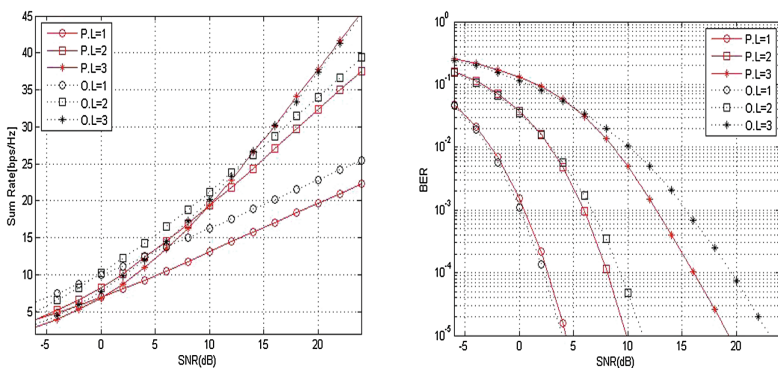 45
40
35
30
25
20
15
10
5
-5
0
5
10
15
20
Sum Rate[bps/Hz]
SNR(dB)
P.L=1
P.L=2
P.L=3
O.L=1
O.L=2
O.L=3
10^0
10^-1
10^-2
10^-3
10^-4
10^-5
-5
0
5
10
15
20
BER
SNR(dB)
P.L=1
P.L=2
P.L=3
O.L=1
O.L=2
O.L=3